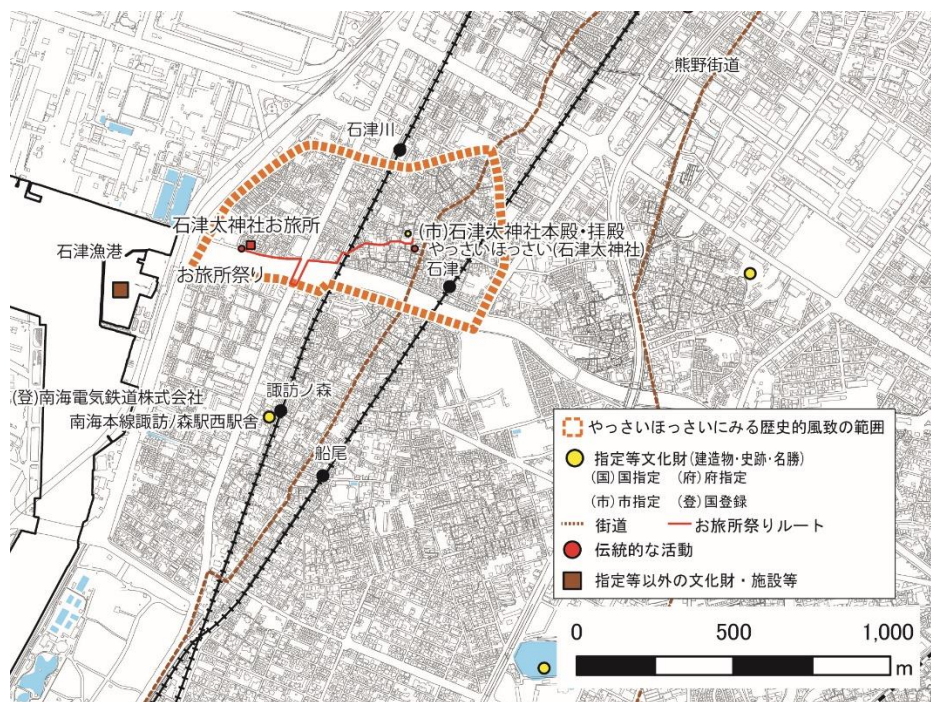 熊野街道
石津川
石津太神社お旅所
(市)石津太神社本殿・拝殿
やっさいほっさい(石津太神社)
石津漁港
石津
お旅所祭り
(登)南海電気鉄道株式会社
南海本線諏訪ノ森駅西駅舎
諏訪ノ森
船尾
やっさいほっさいにみる歴史的風致の範囲
指定等文化財(建造物・史跡・名勝)
(国)国指定 (府)府指定
(市)市指定 (登)国登録
街道 お旅所祭りルート
伝統的な活動
指定等以外の文化財・施設等
0 500 1,000
m